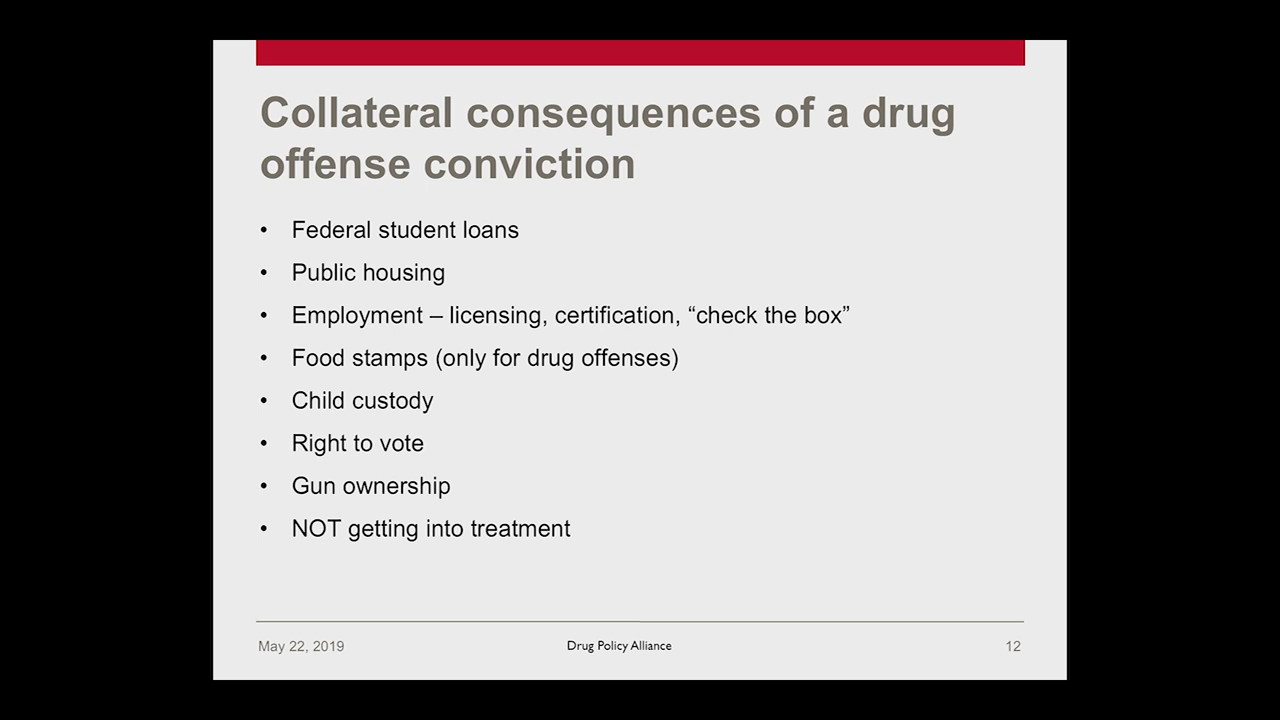 Collateral consequences of a drug
offense conviction
• Federal student loans
• Public housing
• Employment – licensing, certification, “check the box”
• Food stamps (only for drug offenses)
• Child custody
• Right to vote
• Gun ownership
• NOT getting into treatment
May 22, 2019 Drug Policy Alliance 12